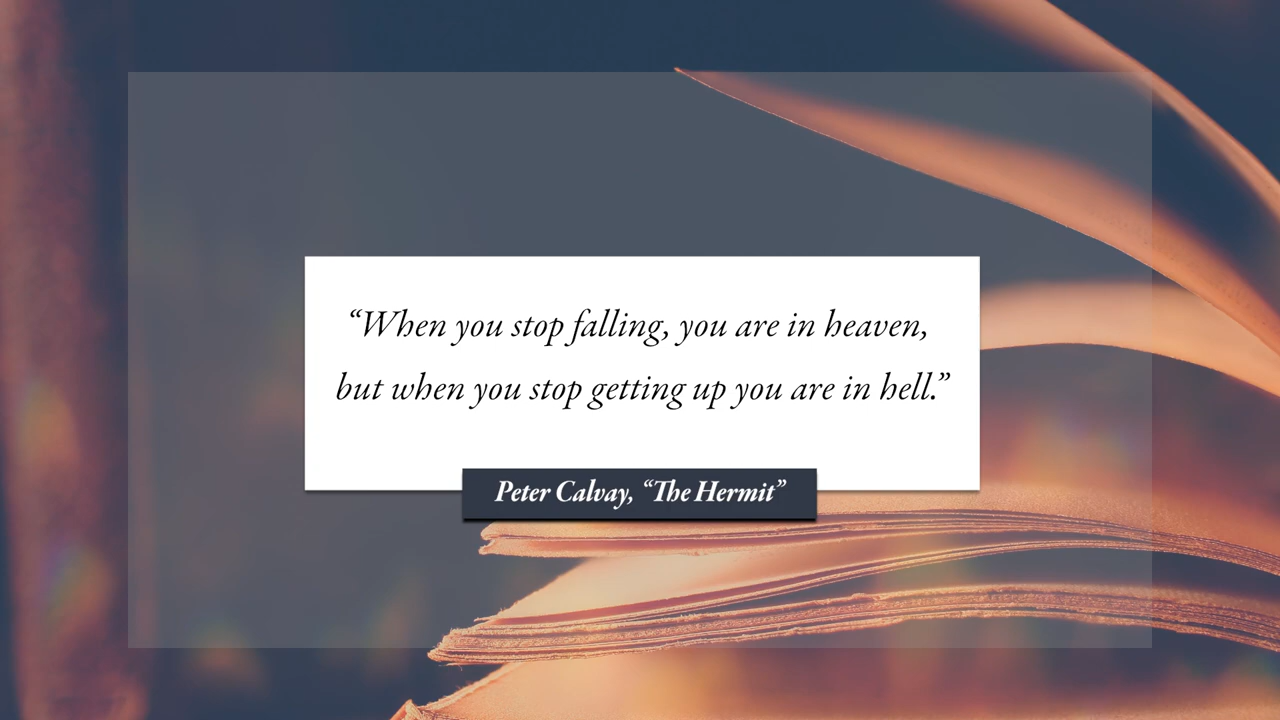 “When you stop falling, you are in heaven,
but when you stop getting up you are in hell.”
Peter Calvay, “The Hermit”